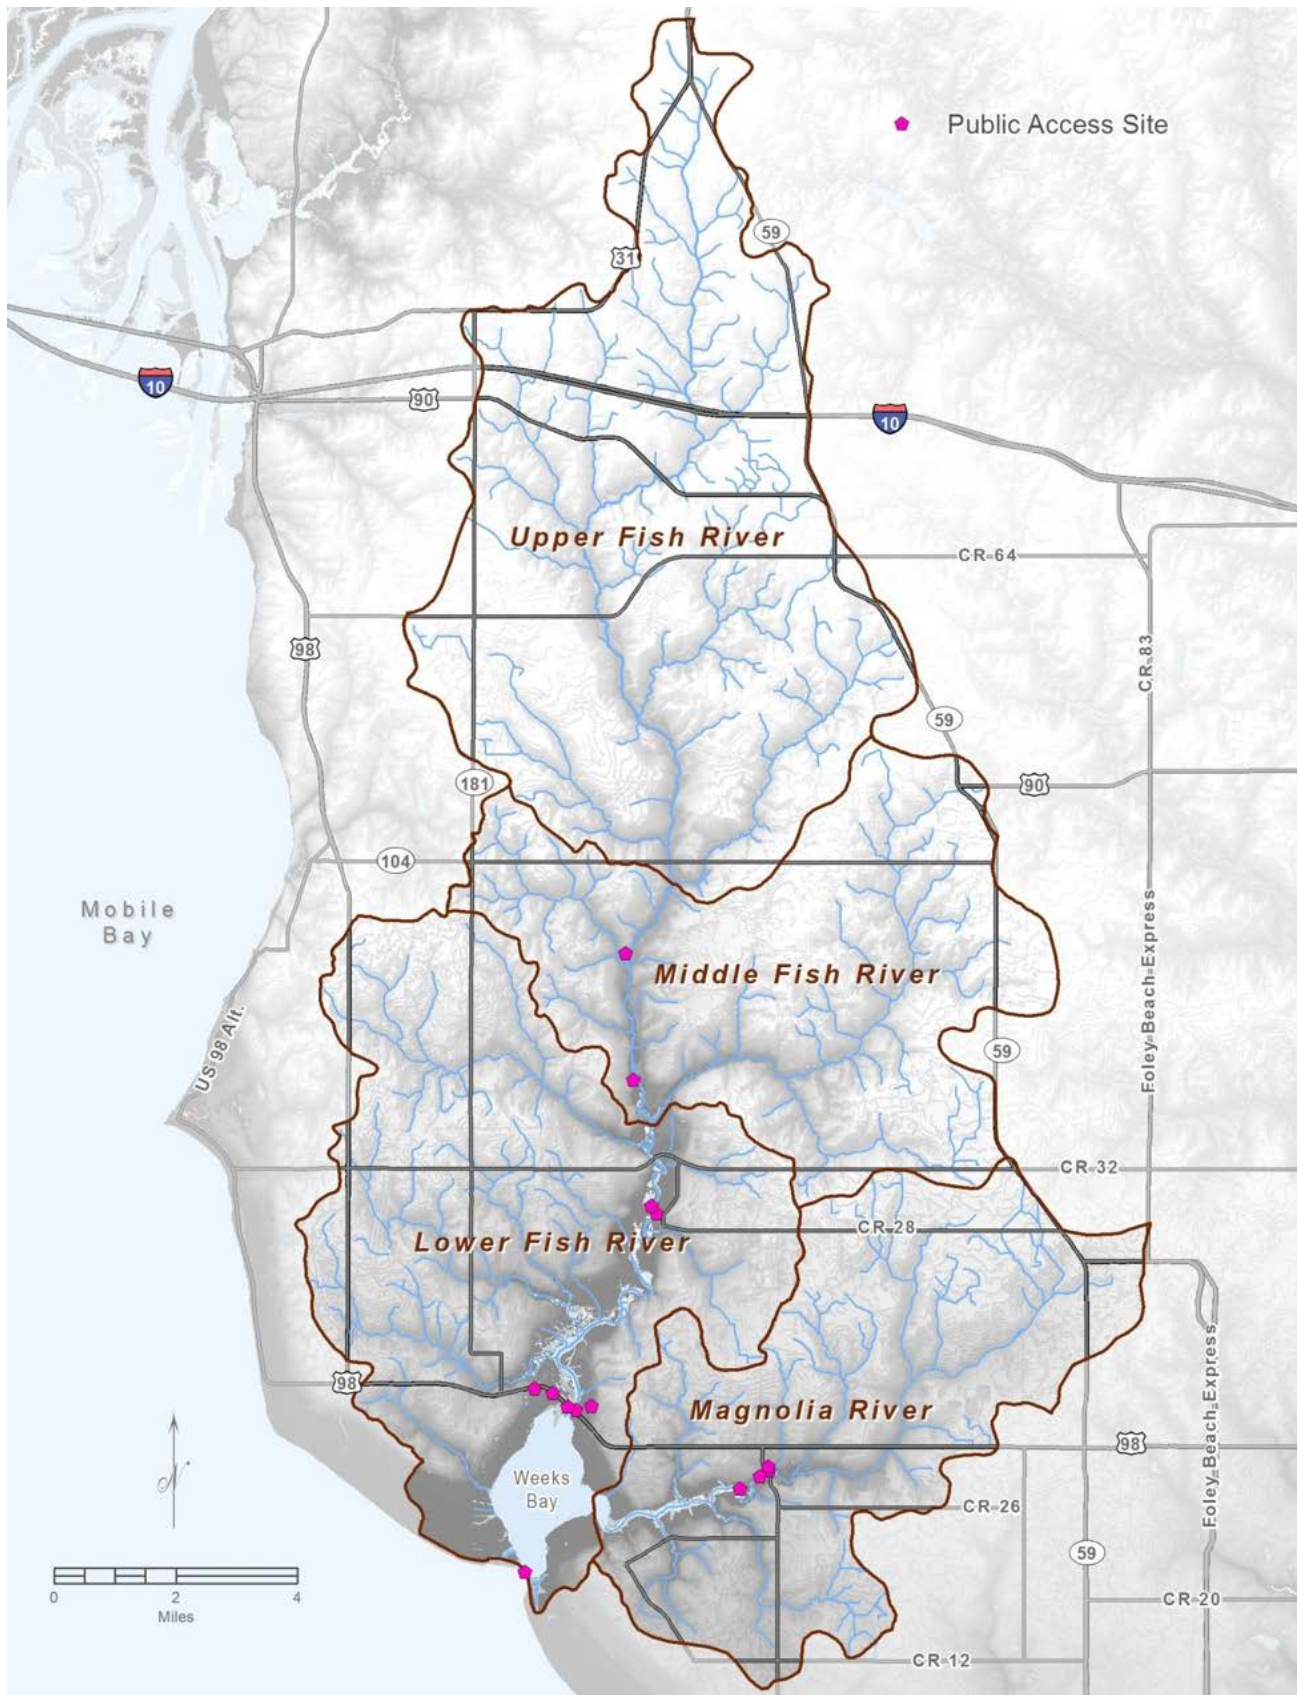 Public Access Site
59
31
10
90
10
Upper Fish River
CR 64
98
CR 83
59
181
90
104
Mobile
Bay
Middle Fish River
Foley Beach Express
US 98 Alt.
59
CR 32
CR 28
Lower Fish River
98
Foley Beach Express
Magnolia River
98
Weeks
Bay
N
CR 26
59
0
2
4
Miles
CR 20
CR 12